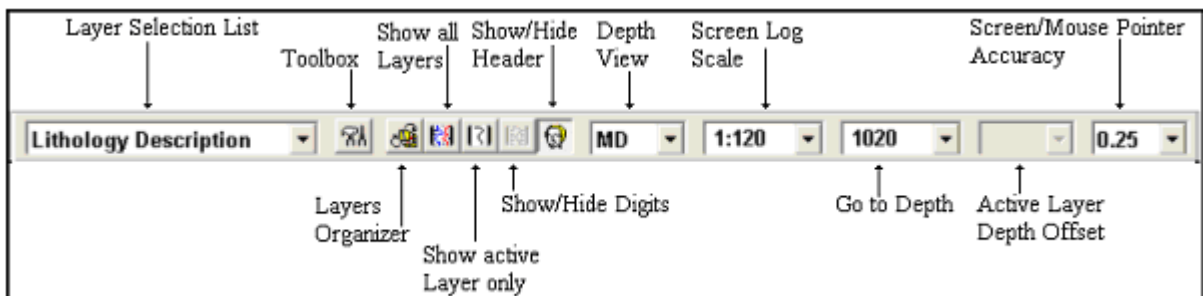 Layer Selection List
Toolbox
Show all
Layers
Show/Hide
Header
Depth
View
Screen Log
Scale
Screen/Mouse Pointer
Accuracy
Lithology Description
MD
1:120
1020
0.25
Layers
Organizer
Show active
Layer only
Show/Hide Digits
Go to Depth
Active Layer
Depth Offset